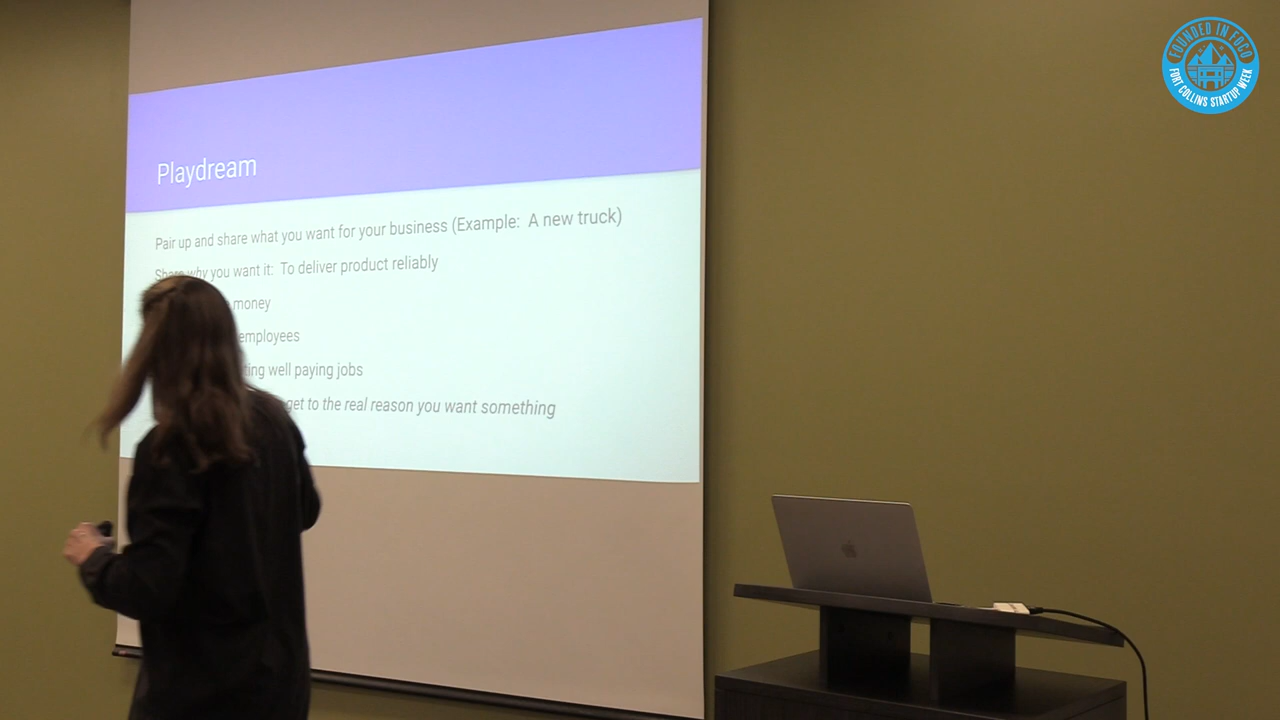 FOUNDED IN FOCO
FORT COLLINS STARTUP WEEK
Playdream
Pair up and share what you want for your business (Example: A new truck)
Share why you want it: To deliver product reliably
money
employees
well paying jobs
get to the real reason you want something